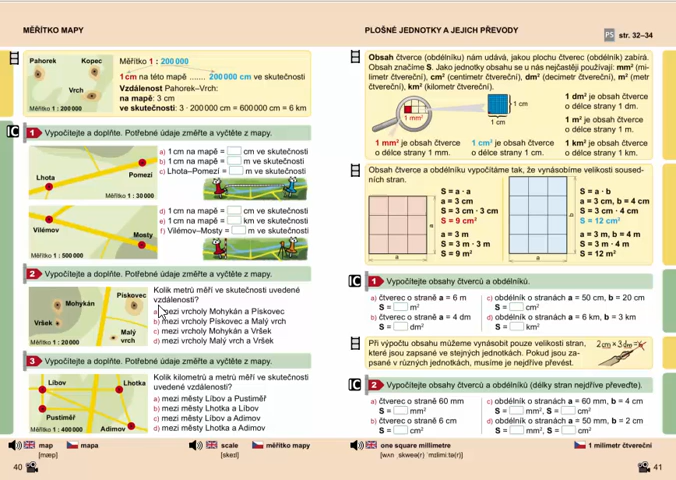 MĚŘÍTKO MAPY
Pahorek
Kopec
Vrch
Měřítko 1 : 200 000
Měřítko 1 : 200 000
1 cm na této mapě ....... 200 000 cm ve skutečnosti
Vzdálenost Pahorek–Vrch:
na mapě: 3 cm
ve skutečnosti: 3 · 200 000 cm = 600 000 cm = 6 km
1 Vypočítejte a doplňte. Potřebné údaje změřte a vyčtěte z mapy.
Lhota
Pomezí
Měřítko 1 : 30 000
a) 1 cm na mapě = cm ve skutečnosti
b) 1 cm na mapě = m ve skutečnosti
c) Lhota–Pomezí = m ve skutečnosti
Vilémov
Mosty
Měřítko 1 : 500 000
d) 1 cm na mapě = cm ve skutečnosti
e) 1 cm na mapě = km ve skutečnosti
f) Vilémov–Mosty = km ve skutečnosti
2 Vypočítejte a doplňte. Potřebné údaje změřte a vyčtěte z mapy.
Mohykán
Pískovec
Vršek
Malý
vrch
Měřítko 1 : 20 000
Kolik metrů měří ve skutečnosti uvedené
vzdálenosti?
a) mezi vrcholy Mohykán a Pískovec
b) mezi vrcholy Pískovec a Malý vrch
c) mezi vrcholy Mohykán a Vršek
d) mezi vrcholy Malý vrch a Vršek
3 Vypočítejte a doplňte. Potřebné údaje změřte a vyčtěte z mapy.
Líbov
Lhotka
Pustiměř
Adimov
Měřítko 1 : 400 000
Kolik kilometrů a metrů měří ve skutečnosti
uvedené vzdálenosti?
a) mezi městy Líbov a Pustiměř
b) mezi městy Lhotka a Líbov
c) mezi městy Líbov a Adimov
d) mezi městy Lhotka a Adimov
map
[mæp]
mapa
scale
[skeɪl]
měřítko mapy
40
PLOŠNÉ JEDNOTKY A JEJICH PŘEVODY
PS str. 32–34
Obsah čtverce (obdélníku) nám udává, jakou plochu čtverec (obdélník) zabírá.
Obsah značíme S. Jako jednotky obsahu se u nás nejčastěji používají: mm² (mi-
limetr čtvereční), cm² (centimetr čtvereční), dm² (decimetr čtvereční), m² (metr
čtvereční), km² (kilometr čtvereční).
1 mm²
1 cm
1 cm
1 dm² je obsah čtverce
o délce strany 1 dm.
1 m² je obsah čtverce
o délce strany 1 m.
1 mm² je obsah čtverce
o délce strany 1 mm.
1 cm² je obsah čtverce
o délce strany 1 cm.
1 km² je obsah čtverce
o délce strany 1 km.
Obsah čtverce a obdélníku vypočítáme tak, že vynásobíme velikosti soused-
ních stran.
a
a
S = a · a
a = 3 cm
S = 3 cm · 3 cm
S = 9 cm²
a = 3 m
S = 3 m · 3 m
S = 9 m²
a
b
S = a · b
a = 3 cm, b = 4 cm
S = 3 cm · 4 cm
S = 12 cm²
a = 3 m, b = 4 m
S = 3 m · 4 m
S = 12 m²
1 Vypočítejte obsahy čtverců a obdélníků.
a) čtverec o straně a = 6 m
S = m²
b) čtverec o straně a = 4 dm
S = dm²
c) obdélník o stranách a = 50 cm, b = 20 cm
S = cm²
d) obdélník o stranách a = 6 km, b = 3 km
S = km²
Při výpočtu obsahu můžeme vynásobit pouze velikosti stran,
které jsou zapsané ve stejných jednotkách. Pokud jsou za-
psané v různých jednotkách, musíme je nejdříve převést.
2 cm × 3 dm =
2 Vypočítejte obsahy čtverců a obdélníků (délky stran nejdříve převeďte).
a) čtverec o straně 60 mm
S = mm²
b) čtverec o straně 6 cm
S = cm²
c) obdélník o stranách a = 60 mm, b = 4 cm
S = mm², S = cm²
d) obdélník o stranách a = 50 mm, b = 2 cm
S = mm², S = cm²
one square millimetre
1 milimetr čtvereční
41